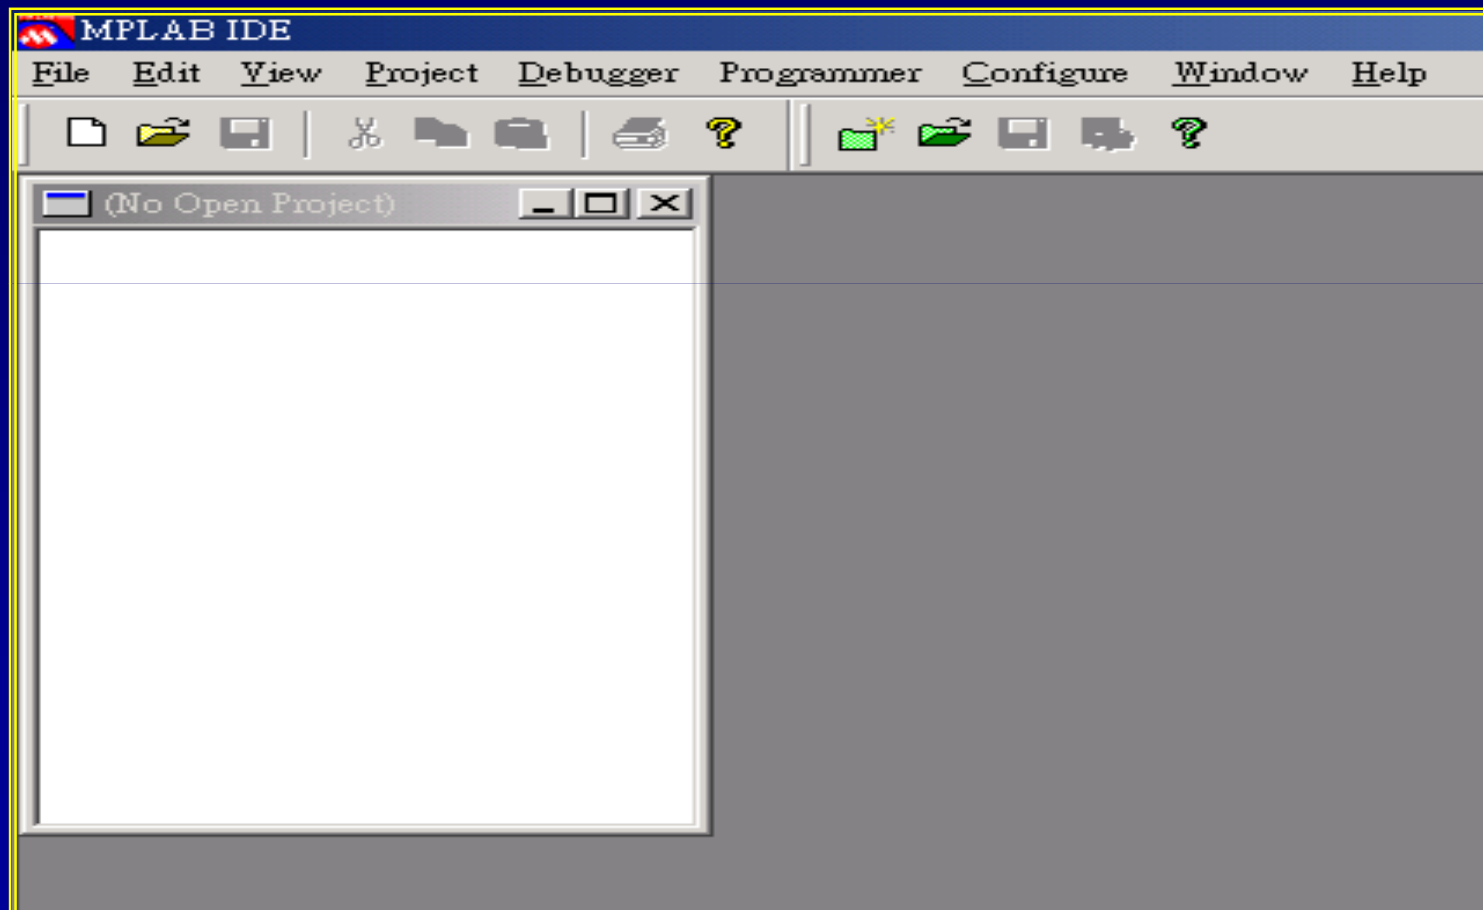 MPLAB IDE
File Edit View Project Debugger Programmer Configure Window Help
(No Open Project)